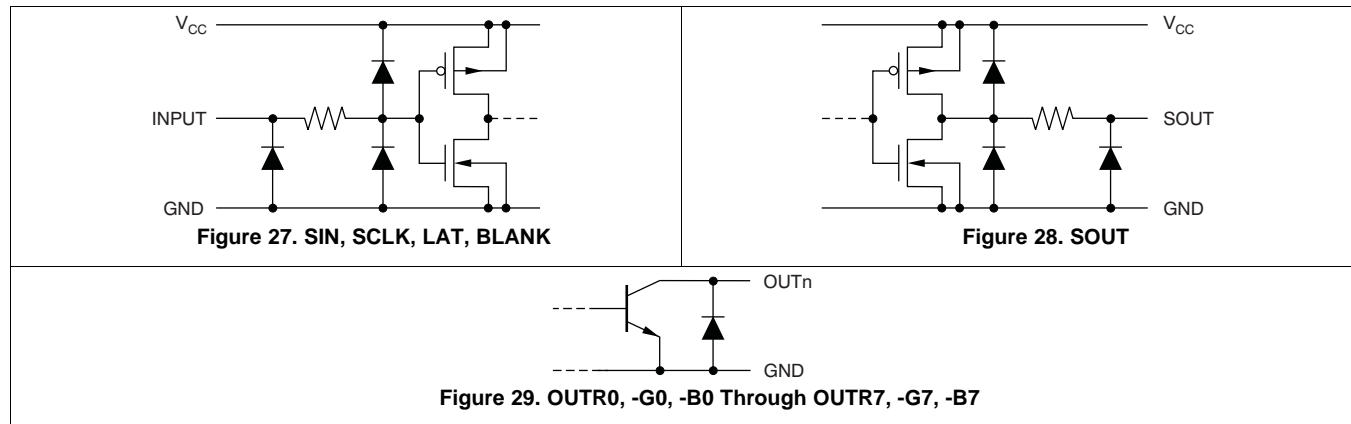 V_CC
INPUT
GND
Figure 27. SIN, SCLK, LAT, BLANK
V_CC
SOUT
GND
Figure 28. SOUT
OUTn
GND
Figure 29. OUTR0, -G0, -B0 Through OUTR7, -G7, -B7